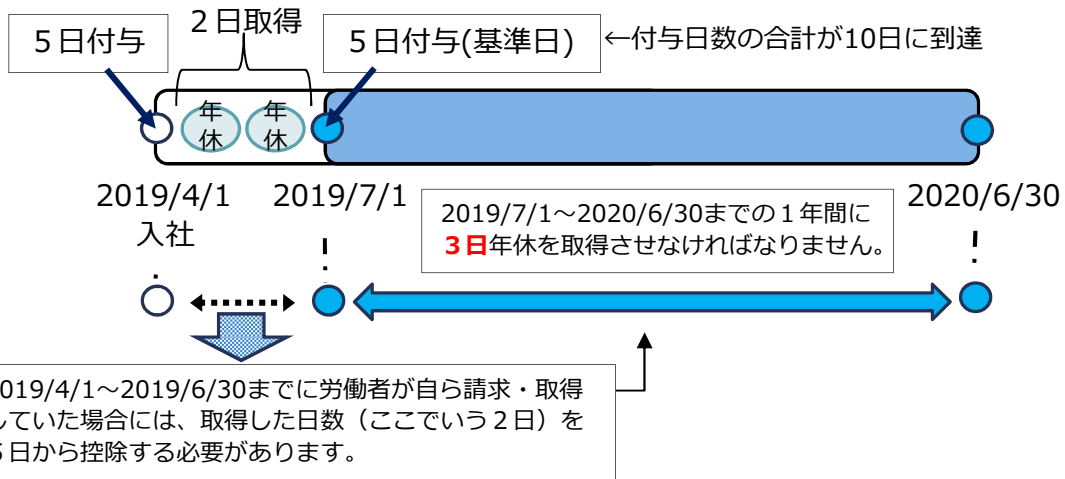 ２日取得
５日付与
５日付与(基準日)
←付与日数の合計が10日に到達
年休
年休
2019/4/1
入社
2019/7/1
2020/6/30
2019/7/1～2020/6/30までの１年間に
３日年休を取得させなければなりません。
019/4/1～2019/6/30までに労働者が自ら請求・取得
していた場合には、取得した日数（ここでいう２日）を
５日から控除する必要があります。